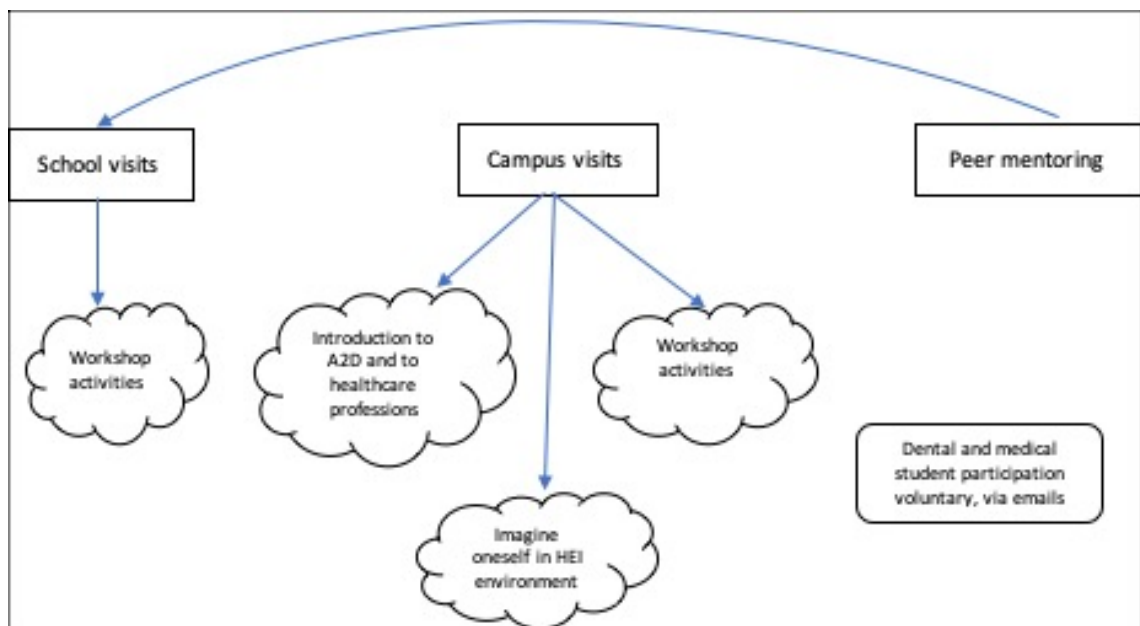 School visits
Campus visits
Peer mentoring
Workshop
activities
Introduction to
A2D and to
healthcare
professions
Workshop
activities
Dental and medical
student participation
voluntary, via emails
Imagine
oneself in HEI
environment